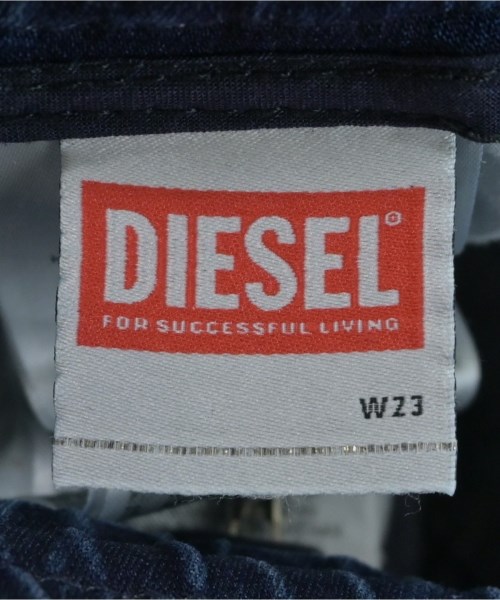 DIESEL
FOR SUCCESSFUL LIVING
W23